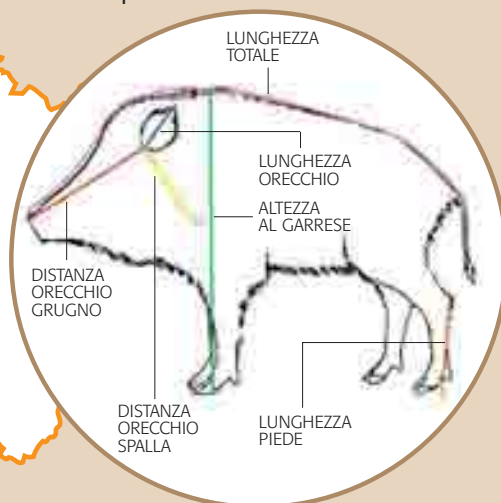 LUNGHEZZA
TOTALE
LUNGHEZZA
ORECCHIO
ALTEZZA
AL GARRESE
DISTANZA
ORECCHIO
GRUGNO
DISTANZA
ORECCHIO
SPALLA
LUNGHEZZA
PIEDE